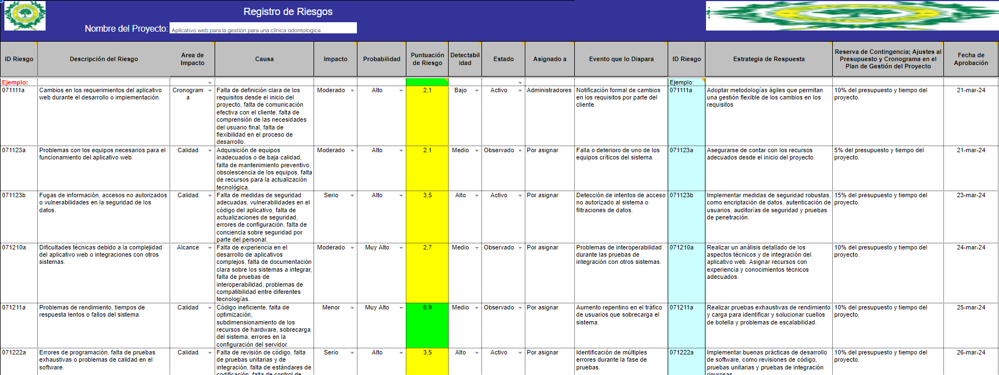 Registro de Riesgos
Nombre del Proyecto: Aplicativo web para la gestión para una clinica odontologica
ID Riesgo
Descripción del Riesgo
Area de
Impacto
Causa
Impacto
Probabilidad
Puntuación
de Riesgo
Detectabil
idad
Estado
Asignado a
Evento que lo Dispara
ID Riesgo
Estrategia de Respuesta
Reserva de Contingencia; Ajustes al
Presupuesto y Cronograma en el
Plan de Gestión del Proyecto
Fecha de
Aprobación
Ejemplo:
Ejemplo:
071111a
Cambios en los requerimientos del aplicativo
web durante el desarrollo o implementación.
Cronogram
a
Falta de definición clara de los
requisitos desde el inicio del
proyecto, falta de comunicación
efectiva con el cliente, falta de
comprensión de las necesidades
del usuario final, falta de
flexibilidad en el proceso de
desarrollo.
Moderado
Alto
2,1
Bajo
Activo
Administradores
Notificación formal de cambios
en los requisitos por parte del
cliente.
071111a
Adoptar metodologías ágiles que permitan
una gestión flexible de los cambios en los
requisitos
10% del presupuesto y tiempo del
proyecto.
21-mar-24
071123a
Problemas con los equipos necesarios para el
funcionamiento del aplicativo web.
Calidad
Adquisición de equipos
inadecuados o de baja calidad,
falta de mantenimiento preventivo,
obsolescencia de los equipos, falta
de recursos para la actualización
tecnológica.
Moderado
Alto
2,1
Medio
Observado
Por asignar
Falla o deterioro de uno de los
equipos críticos del sistema.
071123a
Asegurarse de contar con los recursos
adecuados desde el inicio del proyecto.
5% del presupuesto y tiempo del
proyecto.
21-mar-24
071123b
Fugas de información, accesos no autorizados
o vulnerabilidades en la seguridad de los
datos.
Calidad
Falta de medidas de seguridad
adecuadas, vulnerabilidades en el
código del aplicativo, falta de
actualizaciones de seguridad,
errores de configuración, falta de
conciencia sobre seguridad por
parte del personal.
Serio
Alto
3,5
Alto
Activo
Por asignar
Detección de intentos de acceso
no autorizado al sistema o
filtraciones de datos.
071123b
Implementar medidas de seguridad robustas,
como encriptación de datos, autenticación de
usuarios, auditorías de seguridad y pruebas
de penetración.
15% del presupuesto y tiempo del
proyecto.
23-mar-24
071210a
Dificultades técnicas debido a la complejidad
del aplicativo web o integraciones con otros
sistemas.
Alcance
Falta de experiencia en el
desarrollo de aplicativos
complejos, falta de documentación
clara sobre los sistemas a integrar,
falta de pruebas de
interoperabilidad, problemas de
compatibilidad entre diferentes
tecnologías.
Moderado
Muy Alto
2,7
Medio
Observado
Por asignar
Problemas de interoperabilidad
durante las pruebas de
integración con otros sistemas.
071210a
Realizar un análisis detallado de los
aspectos técnicos y de integración del
aplicativo web. Asignar recursos con
experiencia y conocimientos técnicos
adecuados.
10% del presupuesto y tiempo del
proyecto.
24-mar-24
071211a
Problemas de rendimiento, tiempos de
respuesta lentos o fallos del sistema.
Calidad
Código ineficiente, falta de
optimización,
subdimensionamiento de los
recursos de hardware, sobrecarga
del sistema, errores en la
configuración del servidor.
Menor
Muy Alto
0,9
Medio
Observado
Por asignar
Aumento repentino en el tráfico
de usuarios que sobrecarga el
sistema.
071211a
Realizar pruebas exhaustivas de rendimiento
y carga para identificar y solucionar cuellos
de botella y problemas de escalabilidad.
10% del presupuesto y tiempo del
proyecto.
25-mar-24
071222a
Errores de programación, falta de pruebas
exhaustivas o problemas de calidad en el
software.
Calidad
Falta de revisión de código, falta
de pruebas unitarias y de
integración, falta de estándares de
codificación, falta de control de
Serio
Alto
3,5
Alto
Activo
Por asignar
Identificación de múltiples
errores durante la fase de
pruebas.
071222a
Implementar buenas prácticas de desarrollo
de software, como revisiones de código,
pruebas unitarias y pruebas de integración
rigurosas.
10% del presupuesto y tiempo del
proyecto.
26-mar-24